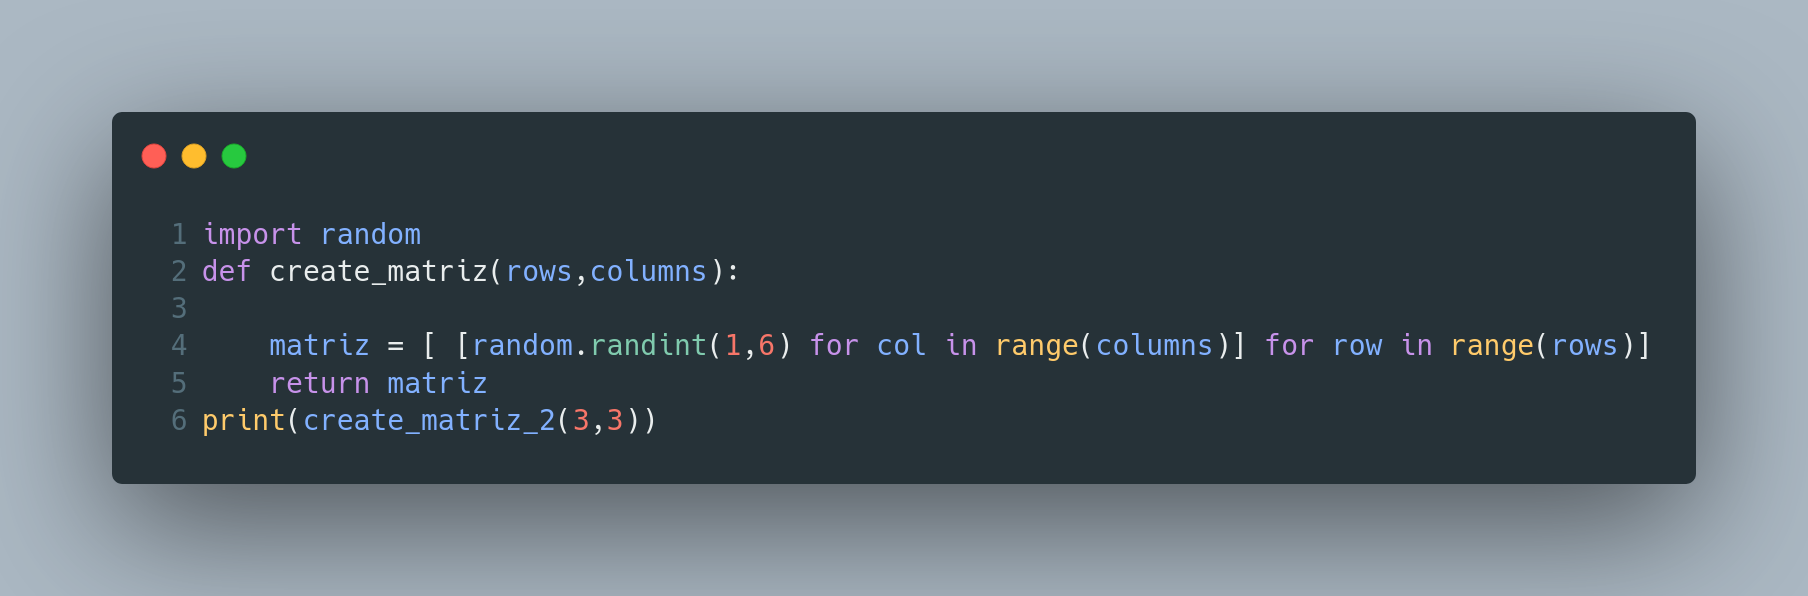 1 import random
2 def create_matriz(rows,columns):
3
4     matriz = [ [random.randint(1,6) for col in range(columns)] for row in range(rows)]
5     return matriz
6 print(create_matriz_2(3,3))